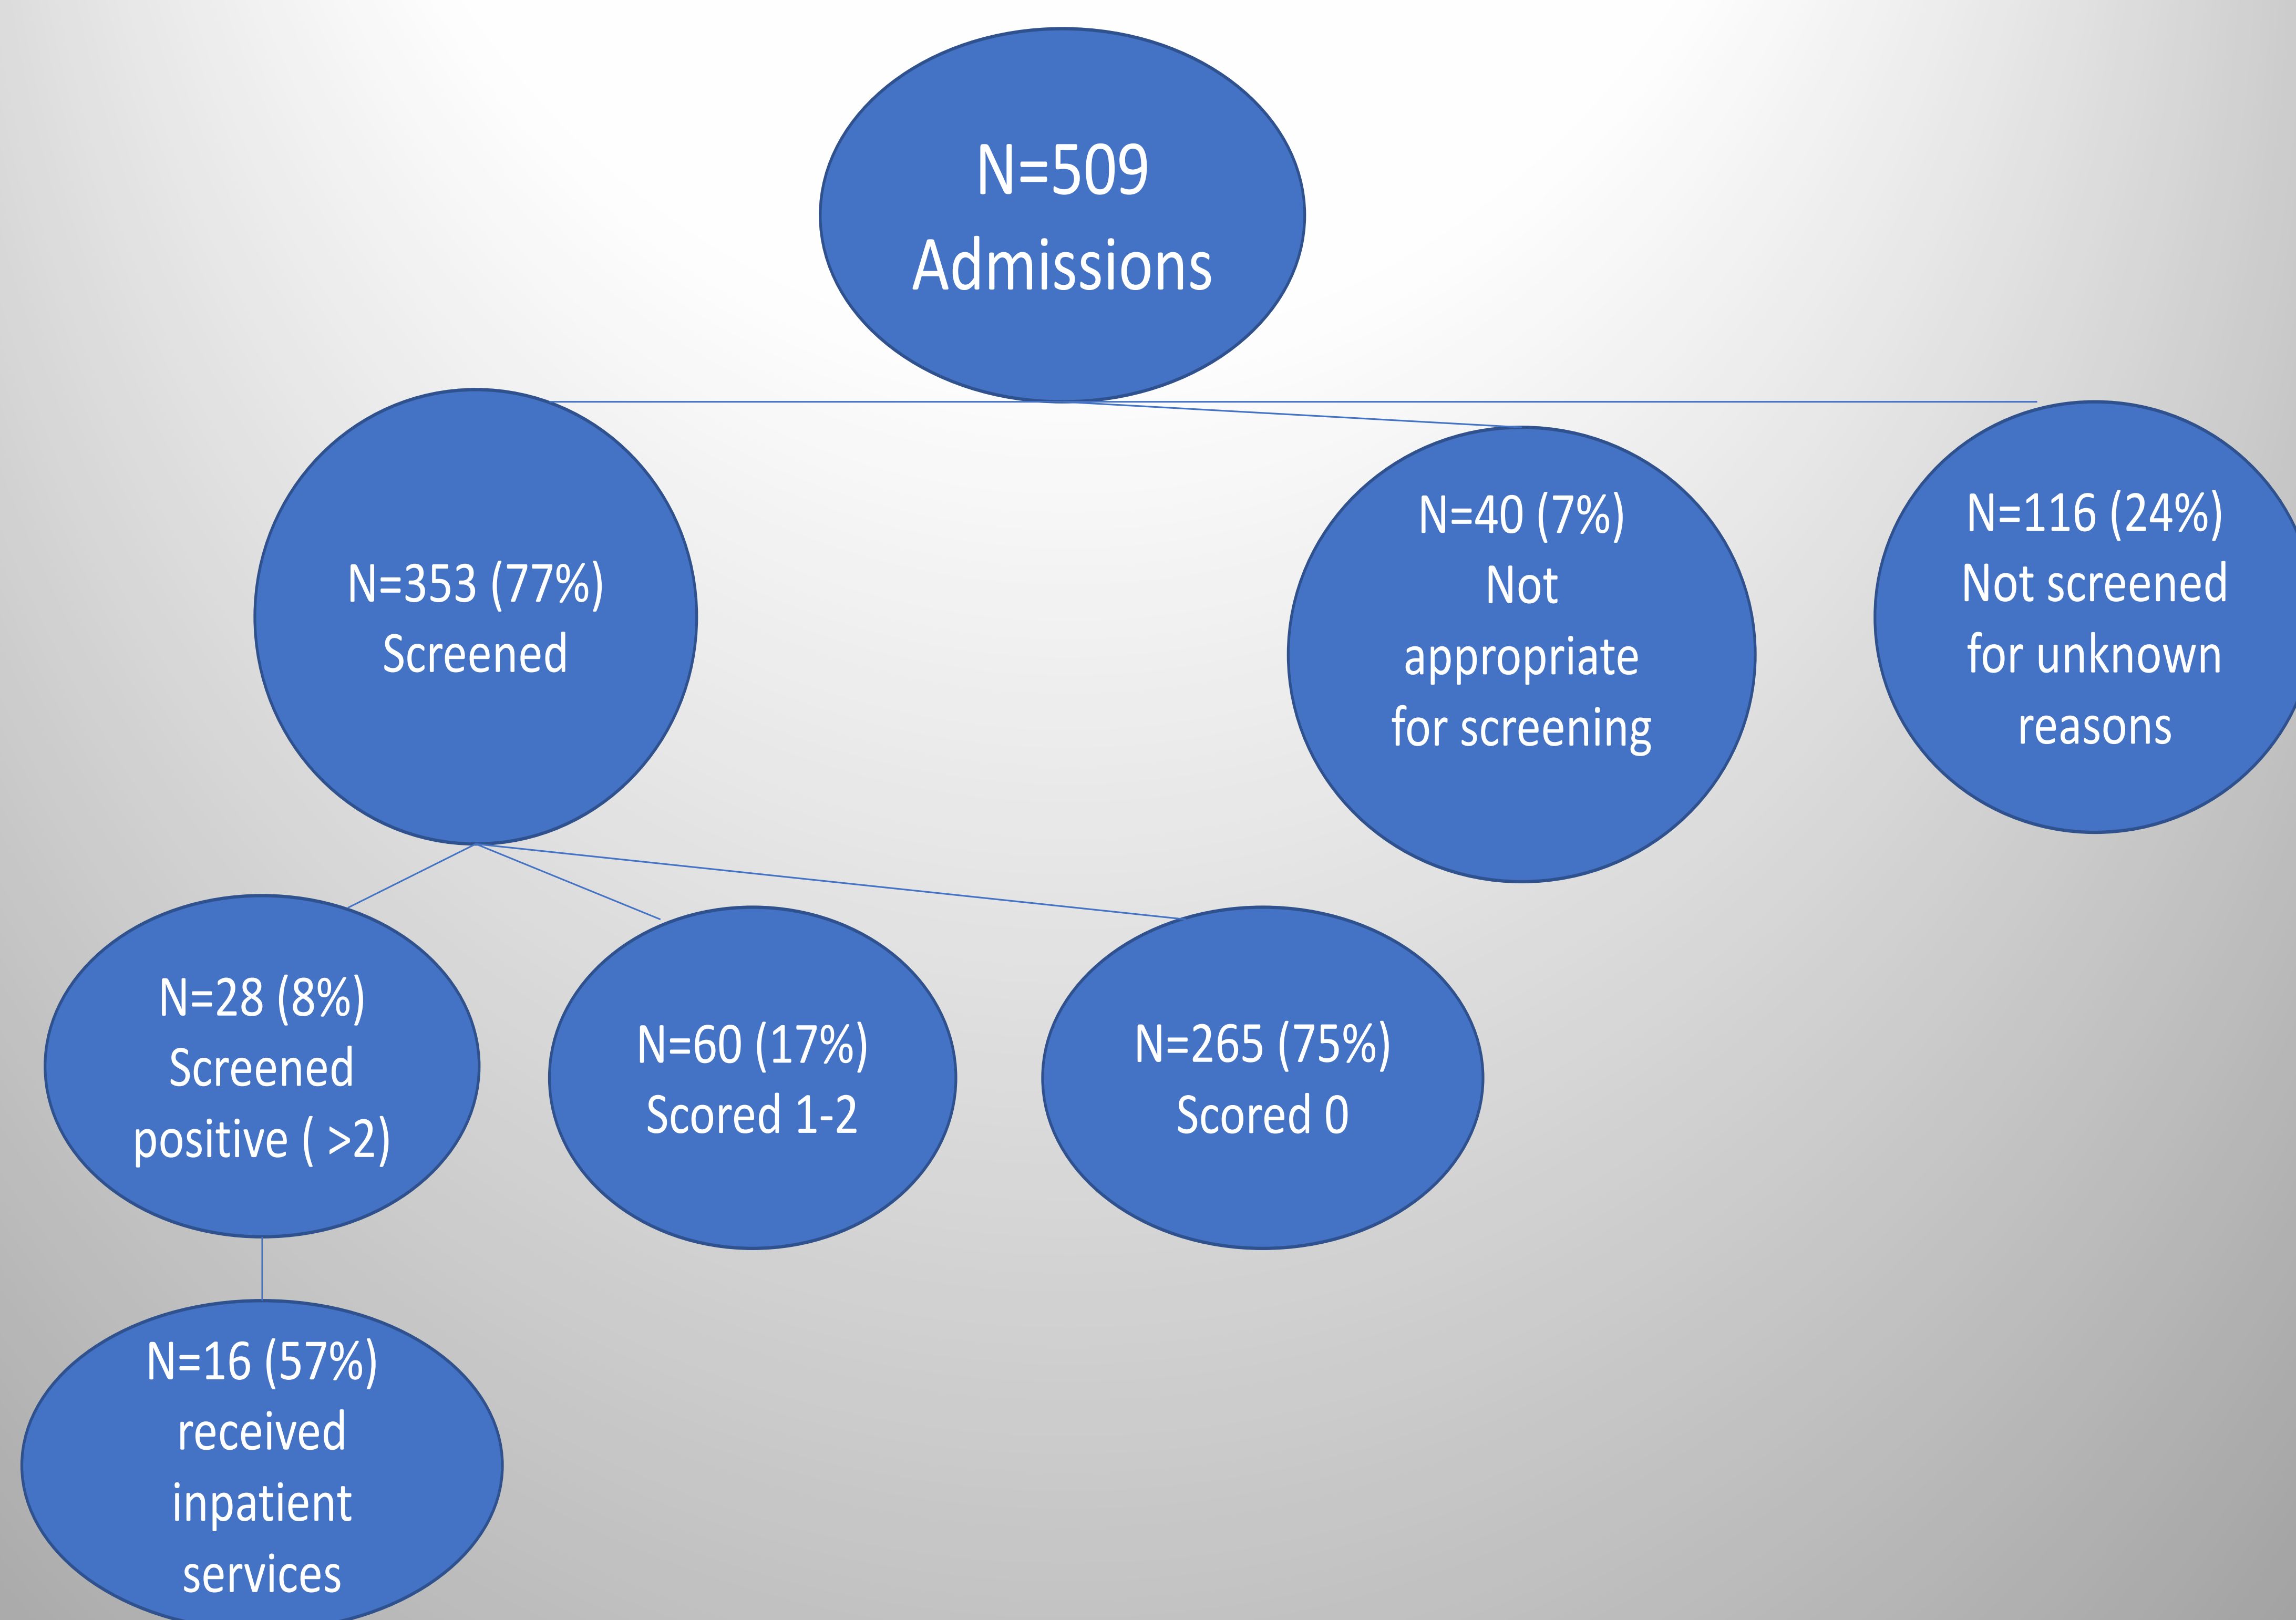 N=509
Admissions
N=353 (77%)
Screened
N=40 (7%)
Not
appropriate
for screening
N=116 (24%)
Not screened
for unknown
reasons
N=28 (8%)
Screened
positive ( >2)
N=60 (17%)
Scored 1-2
N=265 (75%)
Scored 0
N=16 (57%)
received
inpatient
services